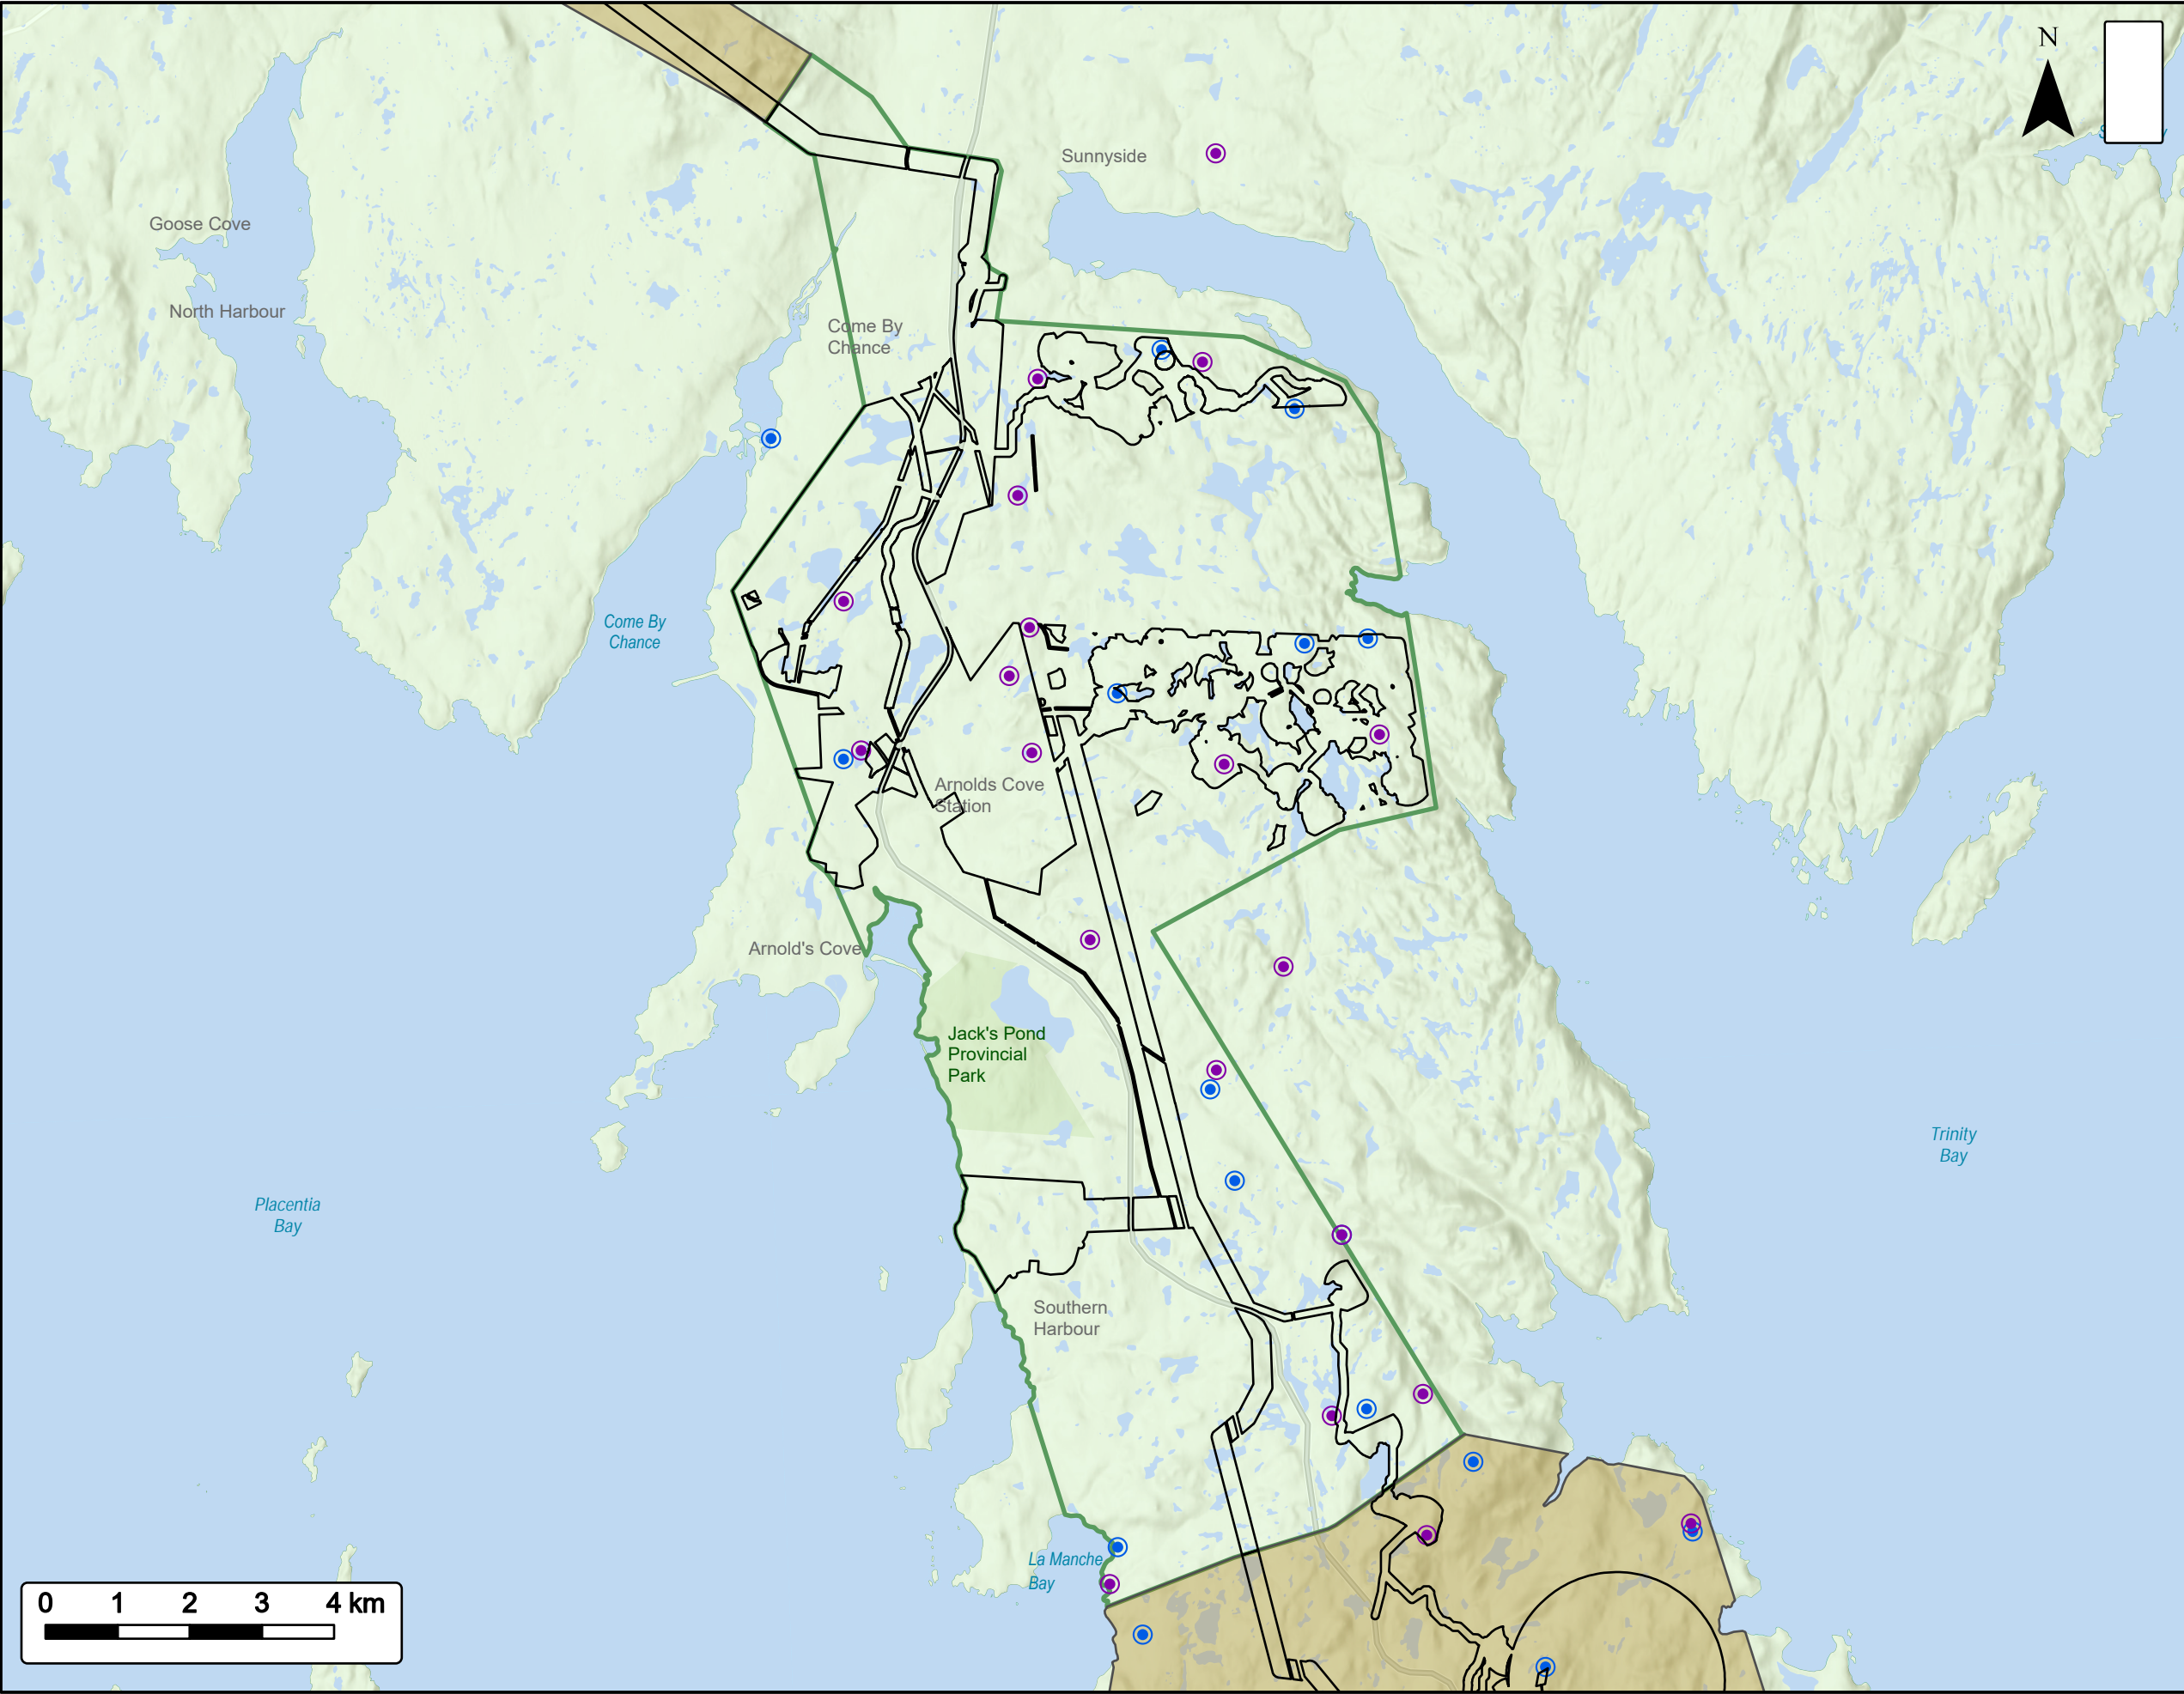 N
Sunnyside
Goose Cove
North Harbour
Come By
Chance
Come By
Chance
Arnolds Cove
Station
Arnold's Cove
Jack's Pond
Provincial
Park
Trinity
Bay
Placentia
Bay
Southern
Harbour
La Manche
Bay
0 1 2 3 4 km